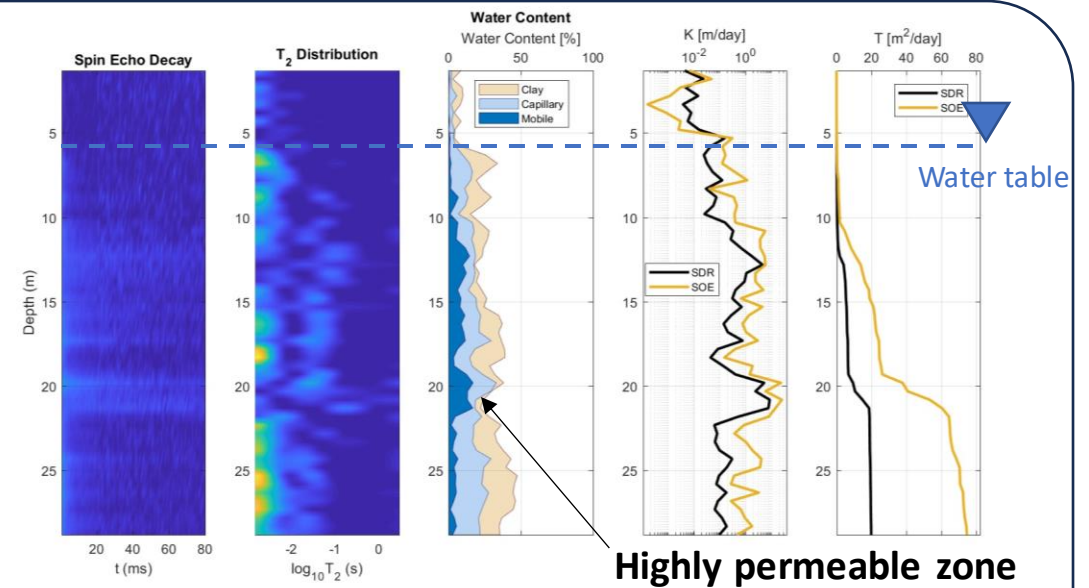 Spin Echo Decay
5
10
15
20
25
Depth (m)
20 40 60 80
t (ms)
T2 Distribution
5
10
15
20
25
-2 -1 0
log10T2 (s)
Water Content
Water Content [%]
0 50 100
Clay
Capillary
Mobile
5
10
15
20
25
K [m/day]
10-2 100
SDR
SOE
5
10
15
20
25
T [m2/day]
0 20 40 60 80
SDR
SOE
5
10
15
20
25
Water table
Highly permeable zone